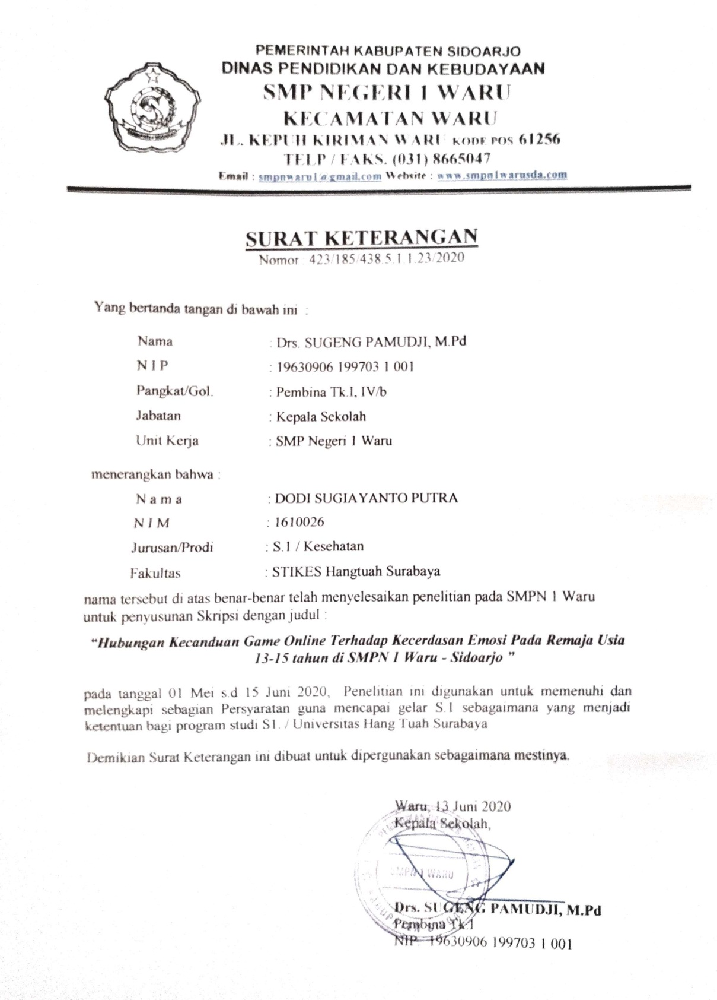 PEMERINTAH KABUPATEN SIDOARJO
DINAS PENDIDIKAN DAN KEBUDAYAAN
SMP NEGERI 1 WARU
KECAMATAN WARU
JL. KEPUH KIRIMAN WARU KODE POS 61256
TELP / FAKS. (031) 8665047
Email : smpnwaru1@gmail.com Website : www.smpn1warusda.com
SURAT KETERANGAN
Nomor : 423/185/438.5.1.1.23/2020
Yang bertanda tangan di bawah ini :
Nama : Drs. SUGENG PAMUDJI, M.Pd
N I P : 19630906 199703 1 001
Pangkat/Gol. : Pembina Tk.I, IV/b
Jabatan : Kepala Sekolah
Unit Kerja : SMP Negeri 1 Waru
menerangkan bahwa :
N a m a : DODI SUGIAYANTO PUTRA
N I M : 1610026
Jurusan/Prodi : S.1 / Kesehatan
Fakultas : STIKES Hangtuah Surabaya
nama tersebut di atas benar-benar telah menyelesaikan penelitian pada SMPN 1 Waru
untuk penyusunan Skripsi dengan judul :
“Hubungan Kecanduan Game Online Terhadap Kecerdasan Emosi Pada Remaja Usia
13-15 tahun di SMPN 1 Waru - Sidoarjo ”
pada tanggal 01 Mei s.d 15 Juni 2020, Penelitian ini digunakan untuk memenuhi dan
melengkapi sebagian Persyaratan guna mencapai gelar S.1 sebagaimana yang menjadi
ketentuan bagi program studi S1. / Universitas Hang Tuah Surabaya
Demikian Surat Keterangan ini dibuat untuk dipergunakan sebagaimana mestinya.
Waru, 13 Juni 2020
Kepala Sekolah,
SMPN 1 WARU
Drs. SUGENG PAMUDJI, M.Pd
Pembina Tk.1
NIP. 19630906 199703 1 001